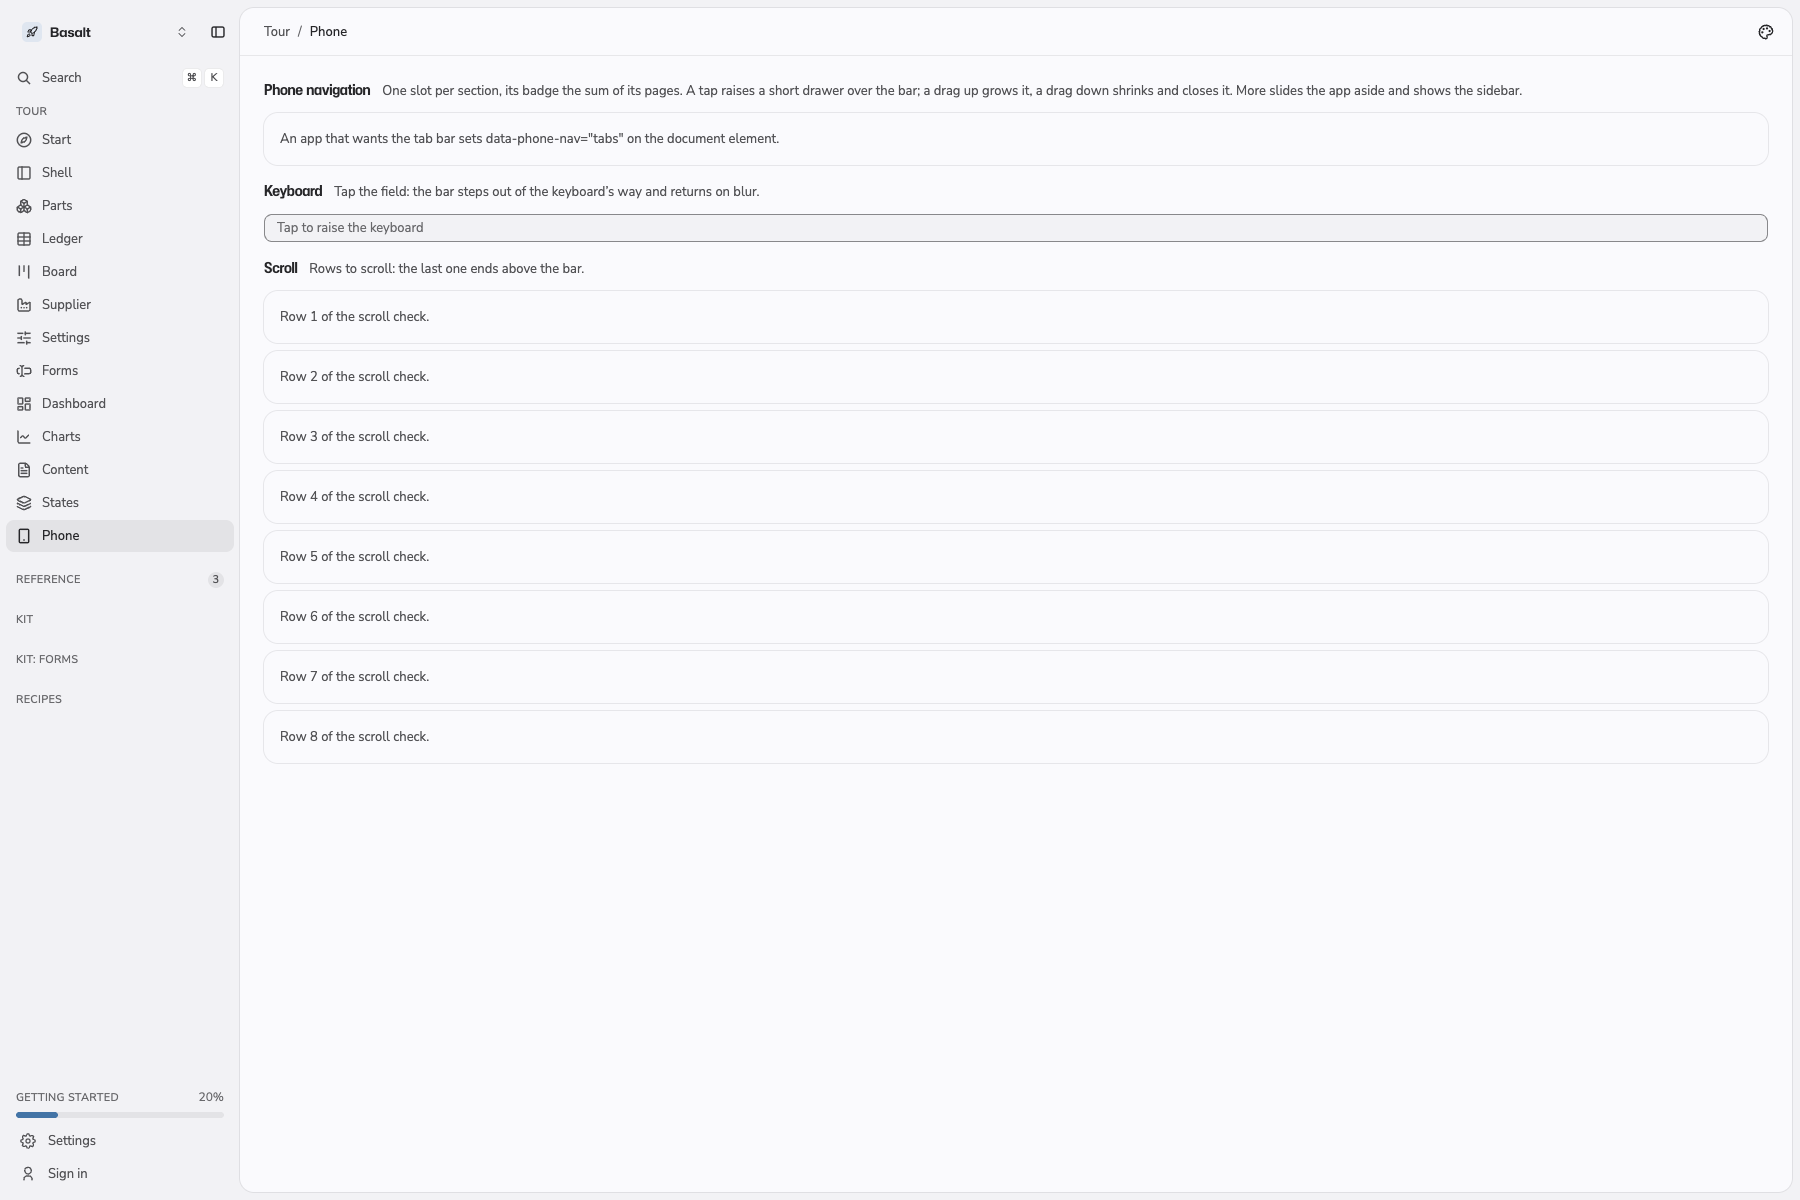 Basalt
Search ⌘ K
TOUR
Start
Shell
Parts
Ledger
Board
Supplier
Settings
Forms
Dashboard
Charts
Content
States
Phone
REFERENCE 3
KIT
KIT: FORMS
RECIPES
GETTING STARTED 20%
Settings
Sign in
Tour / Phone
Phone navigation One slot per section, its badge the sum of its pages. A tap raises a short drawer over the bar; a drag up grows it, a drag down shrinks and closes it. More slides the app aside and shows the sidebar.
An app that wants the tab bar sets data-phone-nav="tabs" on the document element.
Keyboard Tap the field: the bar steps out of the keyboard’s way and returns on blur.
Tap to raise the keyboard
Scroll Rows to scroll: the last one ends above the bar.
Row 1 of the scroll check.
Row 2 of the scroll check.
Row 3 of the scroll check.
Row 4 of the scroll check.
Row 5 of the scroll check.
Row 6 of the scroll check.
Row 7 of the scroll check.
Row 8 of the scroll check.